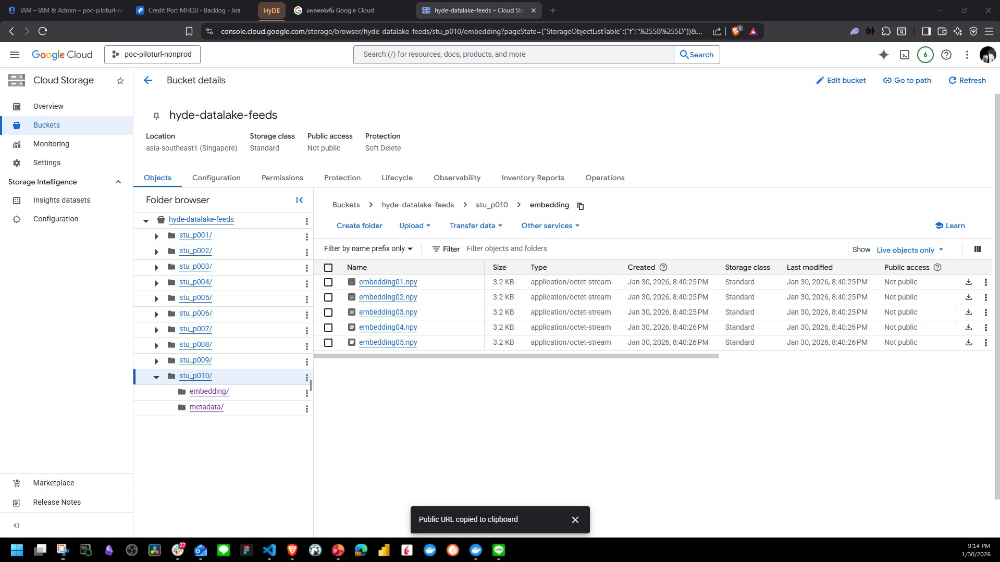 IAM – IAM & Admin – poc-piloturl-n
Credit Port MHESI - Backlog - Jira
HyDE
แพลตฟอร์ม Google Cloud
hyde-datalake-feeds – Cloud Sto
console.cloud.google.com/storage/browser/hyde-datalake-feeds/stu_p010/embedding?pageState=("StorageObjectListTable":("f":"%255B%255D"))&...
1
Google Cloud
poc-piloturl-nonprod
Search (/) for resources, docs, products, and more
Search
6
Cloud Storage
Bucket details
Edit bucket
Go to path
Refresh
Overview
Buckets
Monitoring
Settings
Storage Intelligence
Insights datasets
Configuration
Marketplace
Release Notes
hyde-datalake-feeds
Location
Storage class
Public access
Protection
asia-southeast1 (Singapore)
Standard
Not public
Soft Delete
Objects
Configuration
Permissions
Protection
Lifecycle
Observability
Inventory Reports
Operations
Folder browser
hyde-datalake-feeds
stu_p001/
stu_p002/
stu_p003/
stu_p004/
stu_p005/
stu_p006/
stu_p007/
stu_p008/
stu_p009/
stu_p010/
embedding/
metadata/
Buckets > hyde-datalake-feeds > stu_p010 > embedding
Create folder
Upload
Transfer data
Other services
Learn
Filter by name prefix only
Filter
Filter objects and folders
Show
Live objects only
Name Size Type Created Storage class Last modified Public access
embedding01.npy 3.2 KB application/octet-stream Jan 30, 2026, 8:40:25 PM Standard Jan 30, 2026, 8:40:25 PM Not public
embedding02.npy 3.2 KB application/octet-stream Jan 30, 2026, 8:40:25 PM Standard Jan 30, 2026, 8:40:25 PM Not public
embedding03.npy 3.2 KB application/octet-stream Jan 30, 2026, 8:40:25 PM Standard Jan 30, 2026, 8:40:25 PM Not public
embedding04.npy 3.2 KB application/octet-stream Jan 30, 2026, 8:40:26 PM Standard Jan 30, 2026, 8:40:26 PM Not public
embedding05.npy 3.2 KB application/octet-stream Jan 30, 2026, 8:40:26 PM Standard Jan 30, 2026, 8:40:26 PM Not public
Public URL copied to clipboard
27
9:14 PM
1/30/2026